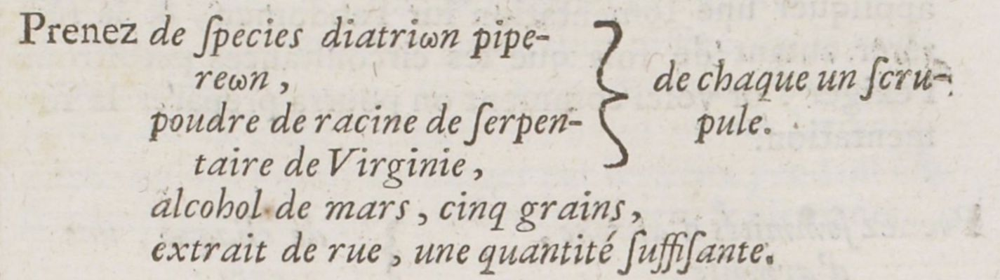 Prenez de ſpecies diatriωn pipe-
reωn,
poudre de racine de ſerpen-
taire de Virginie,
de chaque un ſcru-
pule.
alcohol de mars, cinq grains,
extrait de rue, une quantité ſuffiſante.